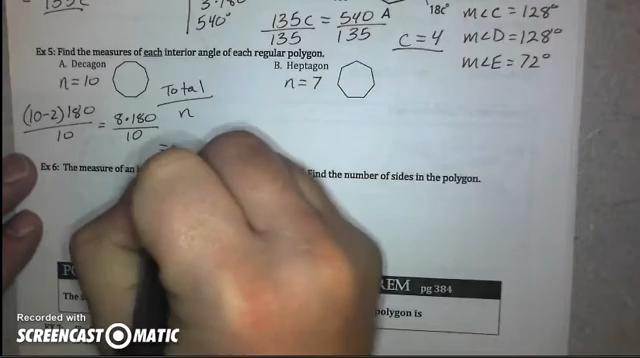 135c
3·180
540°
135c = 540
135 135
A
c = 4
18c°
m∠C = 128°
m∠D = 128°
m∠E = 72°
Ex 5: Find the measures of each interior angle of each regular polygon.
A. Decagon
B. Heptagon
n = 10
n = 7
Total
n
(10-2)180
10
= 8·180
10
=
Ex 6: The measure of an
Find the number of sides in the polygon.
REM pg 384
The
polygon is
Recorded with
SCREENCAST-O-MATIC